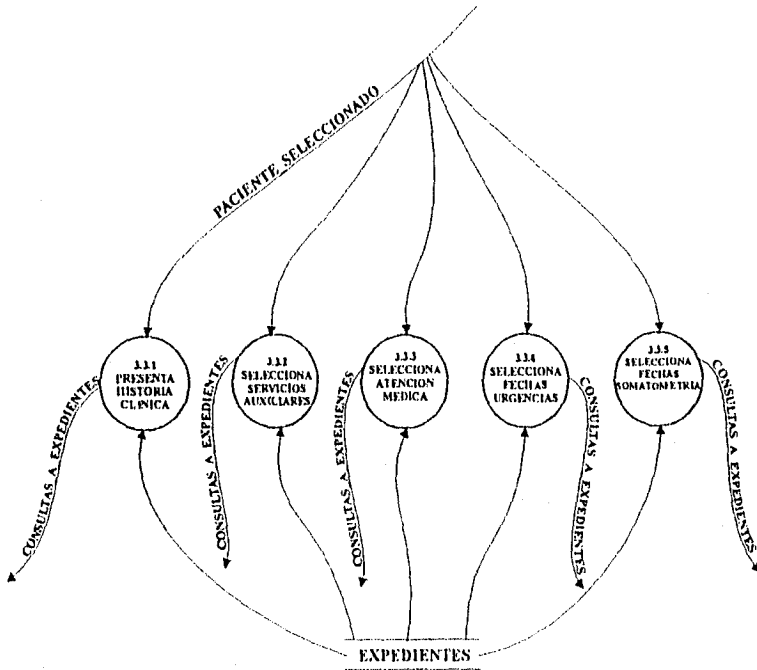 PACIENTE SELECCIONADO
3.3.1
PRESENTA
HISTORIA
CLINICA
3.3.2
SELECCIONA
SERVICIOS
AUXILIARES
3.3.3
SELECCIONA
ATENCION
MEDICA
3.3.4
SELECCIONA
FECHAS
URGENCIAS
3.3.5
SELECCIONA
FECHAS
SOMATOMETRIA
CONSULTAS A EXPEDIENTES
CONSULTAS A EXPEDIENTES
CONSULTAS A EXPEDIENTES
CONSULTAS A EXPEDIENTES
CONSULTAS A EXPEDIENTES
EXPEDIENTES